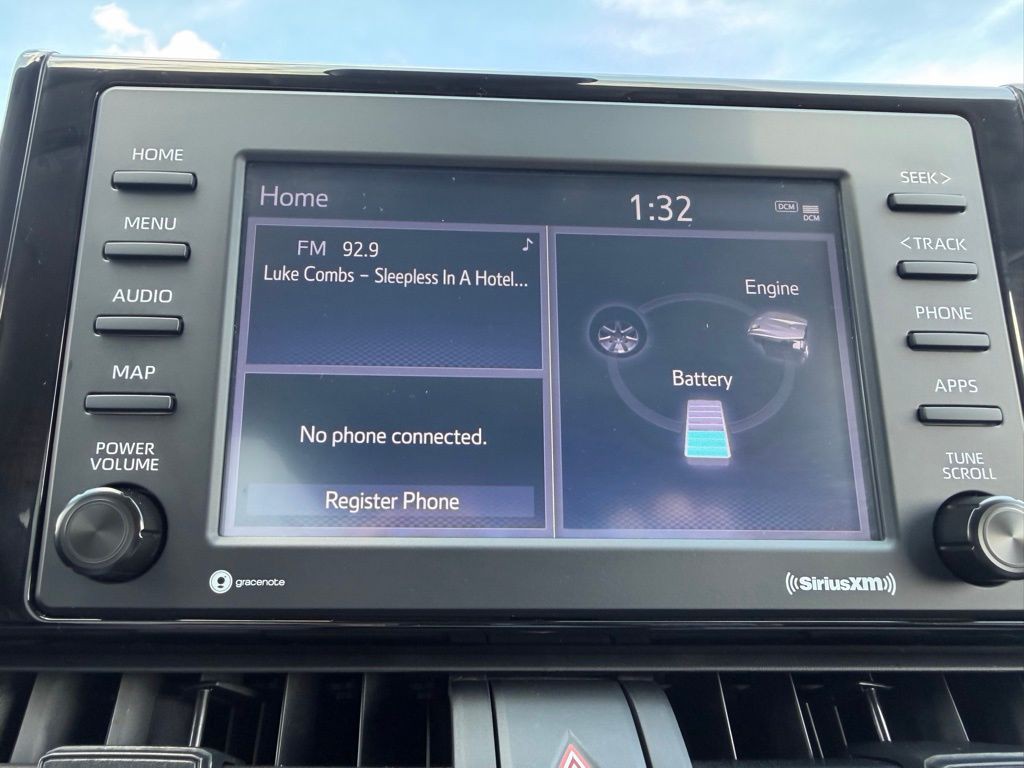 HOME
MENU
AUDIO
MAP
POWER
VOLUME
Home
1:32
DCM
DCM
FM 92.9
Luke Combs – Sleepless In A Hotel...
No phone connected.
Register Phone
Engine
Battery
SEEK>
<TRACK
PHONE
APPS
TUNE
SCROLL
gracenote
((SiriusXM))